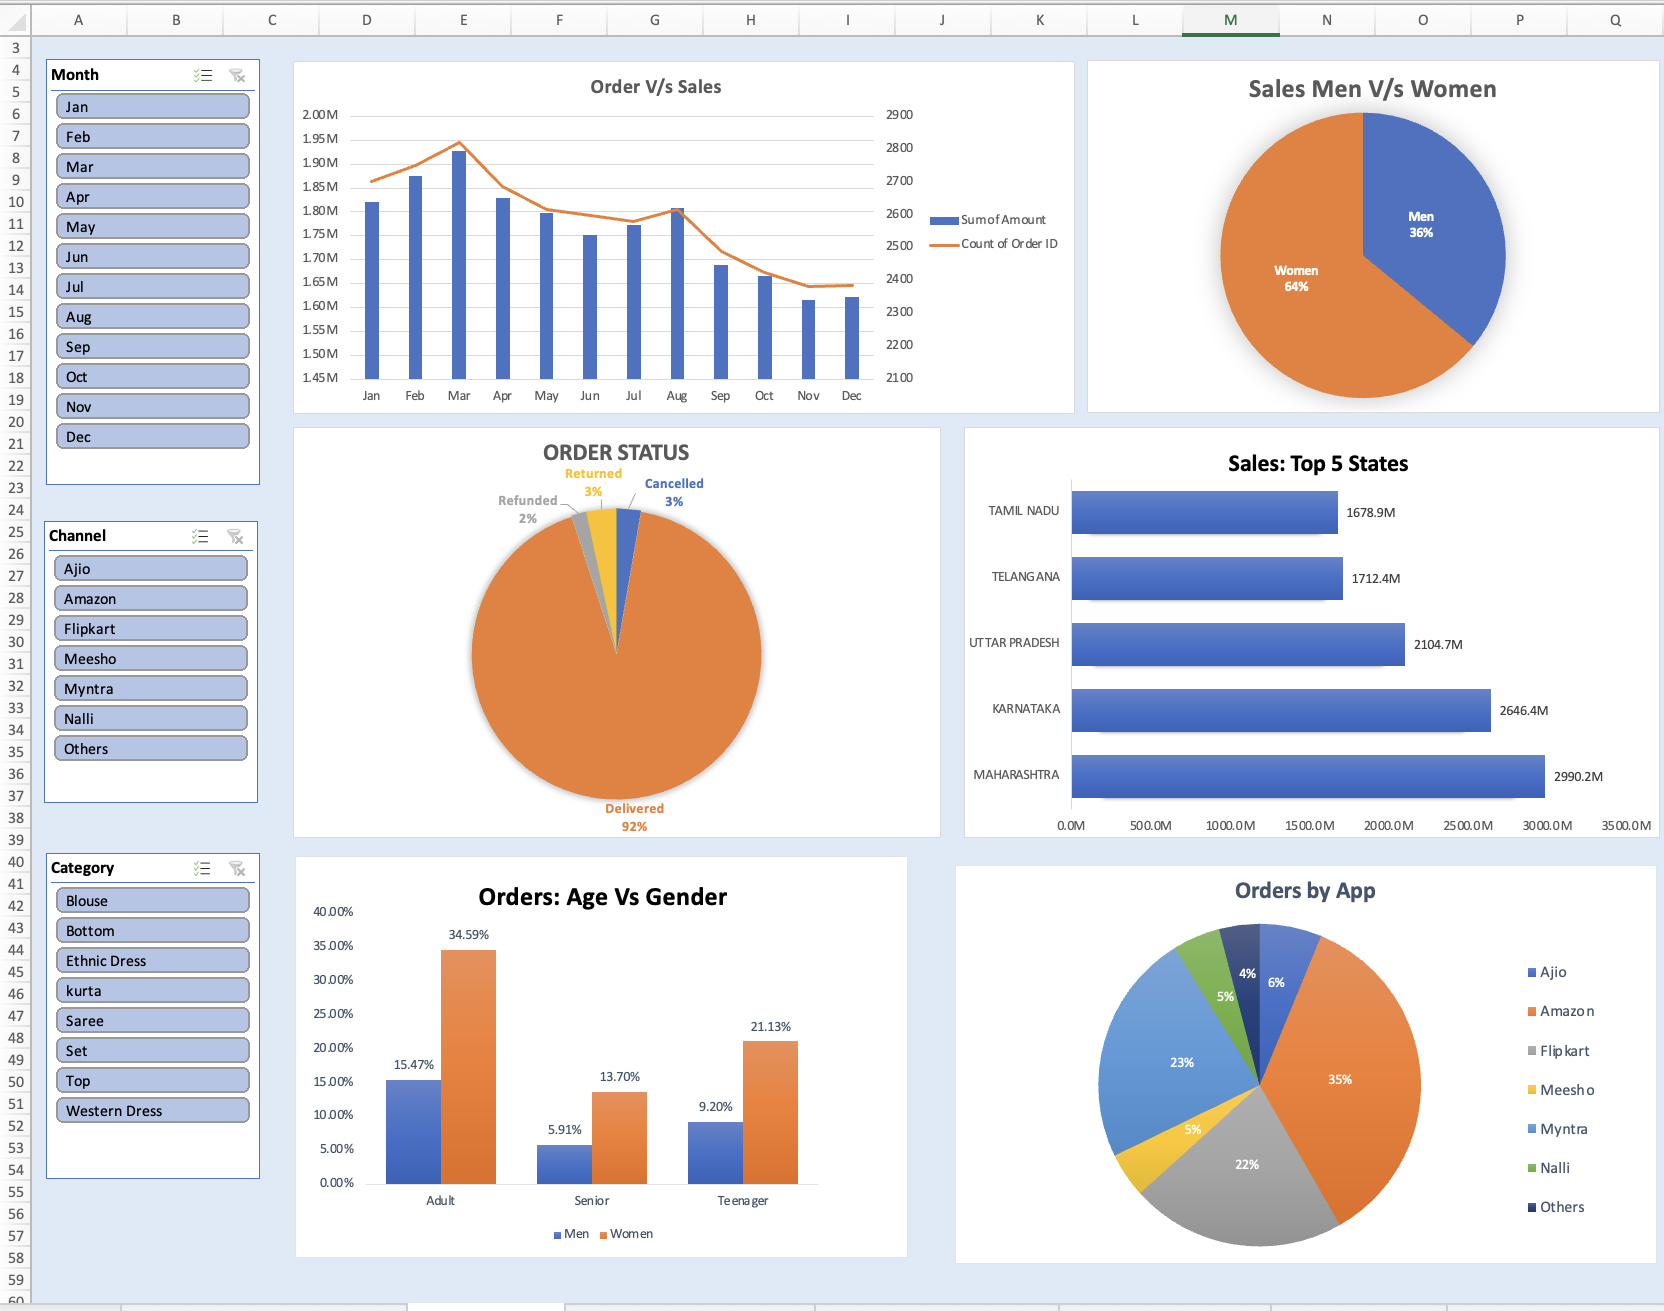 A B C D E F G H I J K L M N O P Q
3
4
5
6
7
8
9
10
11
12
13
14
15
16
17
18
19
20
21
22
23
24
25
26
27
28
29
30
31
32
33
34
35
36
37
38
39
40
41
42
43
44
45
46
47
48
49
50
51
52
53
54
55
56
57
58
59
60
Month
Jan
Feb
Mar
Apr
May
Jun
Jul
Aug
Sep
Oct
Nov
Dec
Channel
Ajio
Amazon
Flipkart
Meesho
Myntra
Nalli
Others
Category
Blouse
Bottom
Ethnic Dress
kurta
Saree
Set
Top
Western Dress
Order V/s Sales
2.00M 2900
1.95M
1.90M 2800
1.85M 2700
1.80M 2600
1.75M
1.70M 2500
1.65M 2400
1.60M
1.55M 2300
1.50M 2200
1.45M 2100
Jan Feb Mar Apr May Jun Jul Aug Sep Oct Nov Dec
Sum of Amount
Count of Order ID
Sales Men V/s Women
Men
36%
Women
64%
ORDER STATUS
Returned
3%
Cancelled
3%
Refunded
2%
Delivered
92%
Sales: Top 5 States
TAMIL NADU 1678.9M
TELANGANA 1712.4M
UTTAR PRADESH 2104.7M
KARNATAKA 2646.4M
MAHARASHTRA 2990.2M
0.0M 500.0M 1000.0M 1500.0M 2000.0M 2500.0M 3000.0M 3500.0M
Orders: Age Vs Gender
40.00%
35.00%
30.00%
25.00%
20.00%
15.00%
10.00%
5.00%
0.00%
15.47% 34.59%
5.91% 13.70%
9.20% 21.13%
Adult Senior Teenager
Men Women
Orders by App
4% 6%
5%
23% 35%
5%
22%
Ajio
Amazon
Flipkart
Meesho
Myntra
Nalli
Others